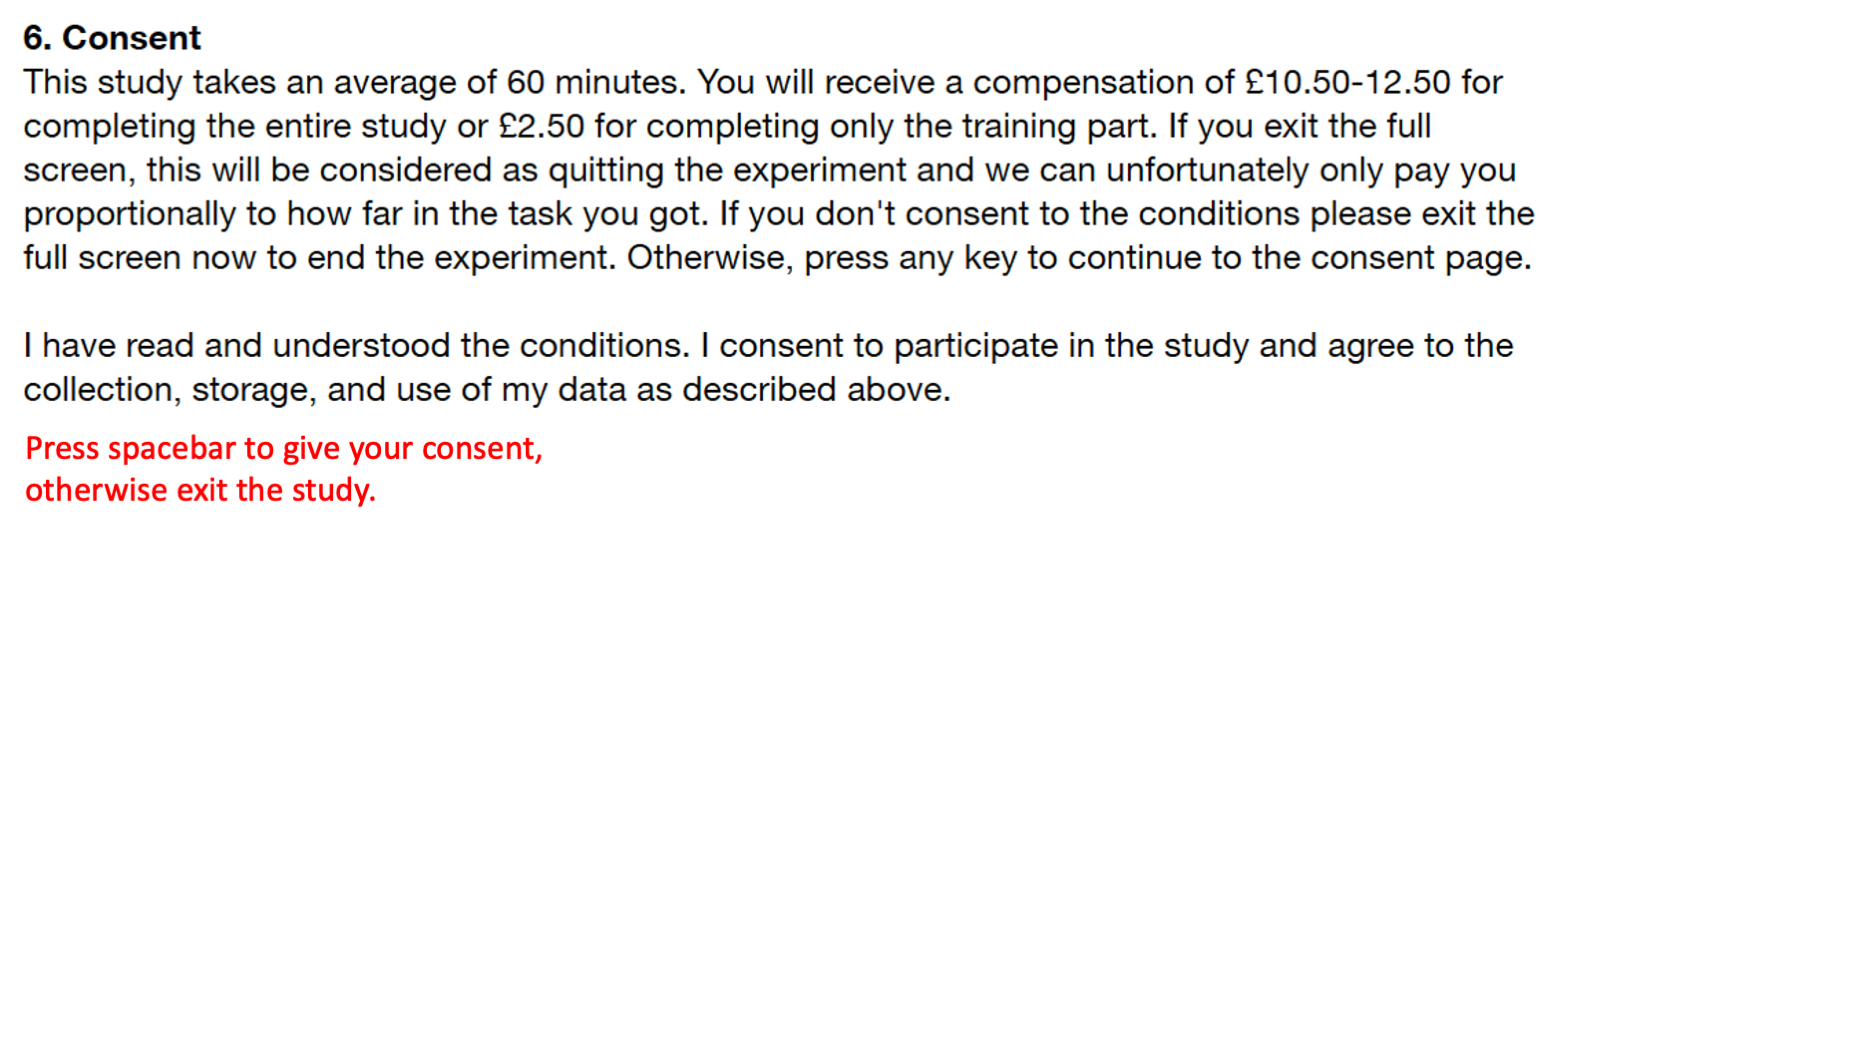 6. Consent
This study takes an average of 60 minutes. You will receive a compensation of £10.50-12.50 for
completing the entire study or £2.50 for completing only the training part. If you exit the full
screen, this will be considered as quitting the experiment and we can unfortunately only pay you
proportionally to how far in the task you got. If you don't consent to the conditions please exit the
full screen now to end the experiment. Otherwise, press any key to continue to the consent page.
I have read and understood the conditions. I consent to participate in the study and agree to the
collection, storage, and use of my data as described above.
Press spacebar to give your consent,
otherwise exit the study.